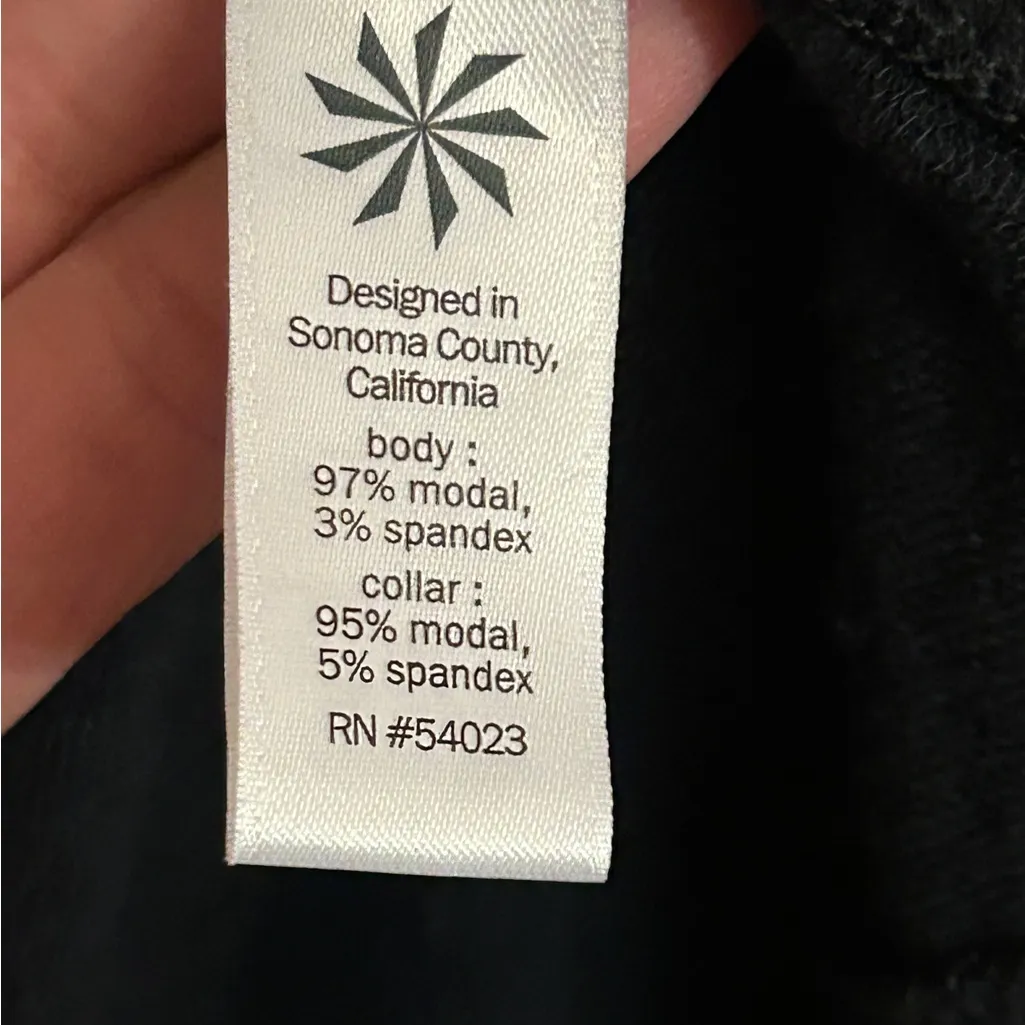 Designed in
Sonoma County,
California
body :
97% modal,
3% spandex
collar :
95% modal,
5% spandex
RN #54023